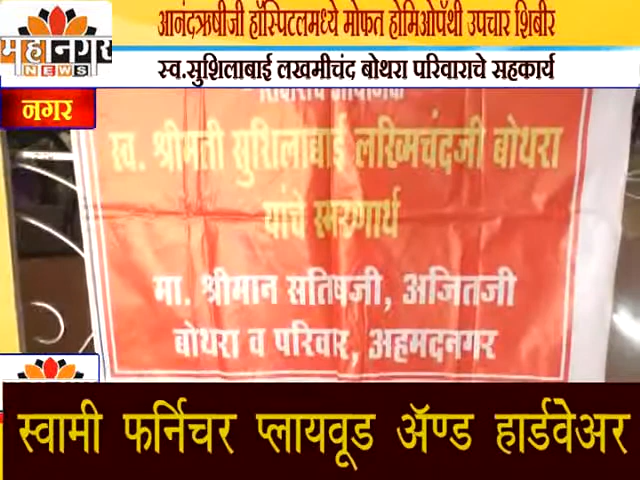 आनंदऋषीजी हॉस्पिटलमध्ये मोफत होमिओपॅथी उपचार शिबीर
महानगर
NEWS
स्व.सुशिलाबाई लखमीचंद बोथरा परिवाराचे सहकार्य
नगर
स्व. श्रीमती सुशिलाबाई लखिमचंदजी बोथरा
यांचे स्मरणार्थ
मा. श्रीमान सतिषजी, अजितजी
बोथरा व परिवार, अहमदनगर
स्वामी फर्निचर प्लायवूड ॲण्ड हार्डवेअर